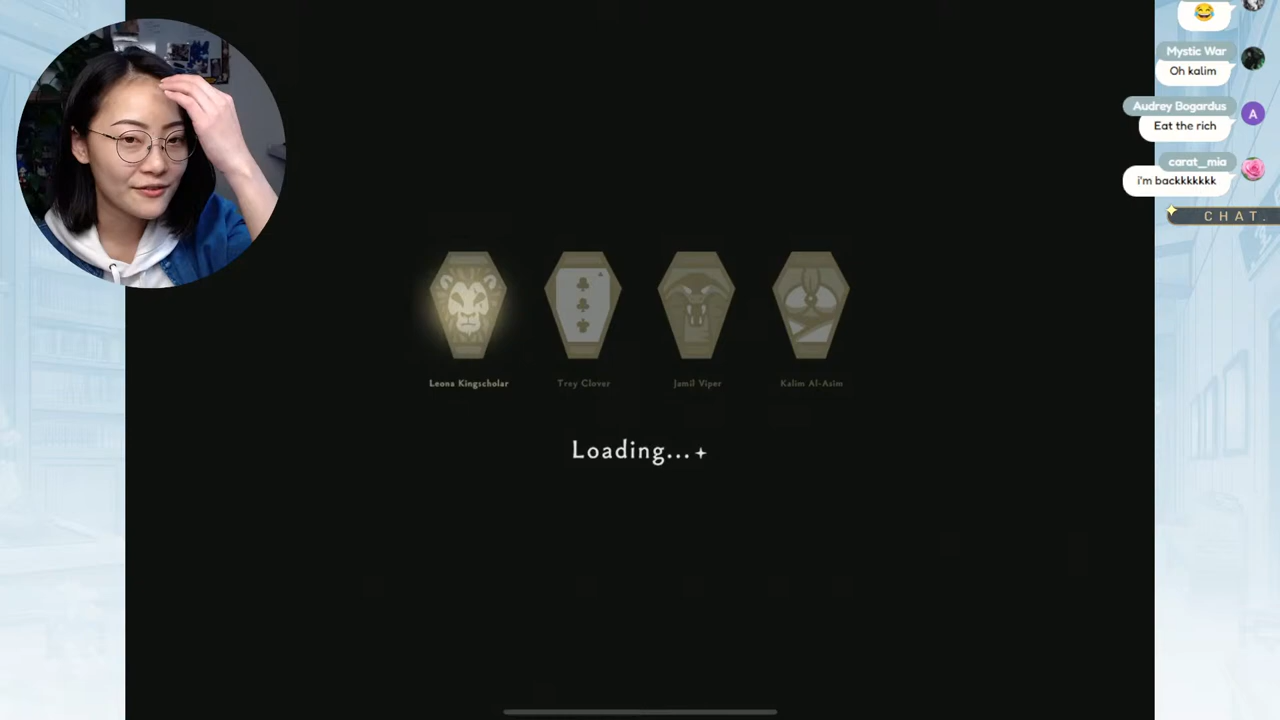 😂
Mystic War
Oh kalim
Audrey Bogardus
A
Eat the rich
carat_mia
i'm backkkkkkk
CHAT.
Leona Kingscholar
Trey Clover
Jamil Viper
Kalim Al-Asim
Loading...